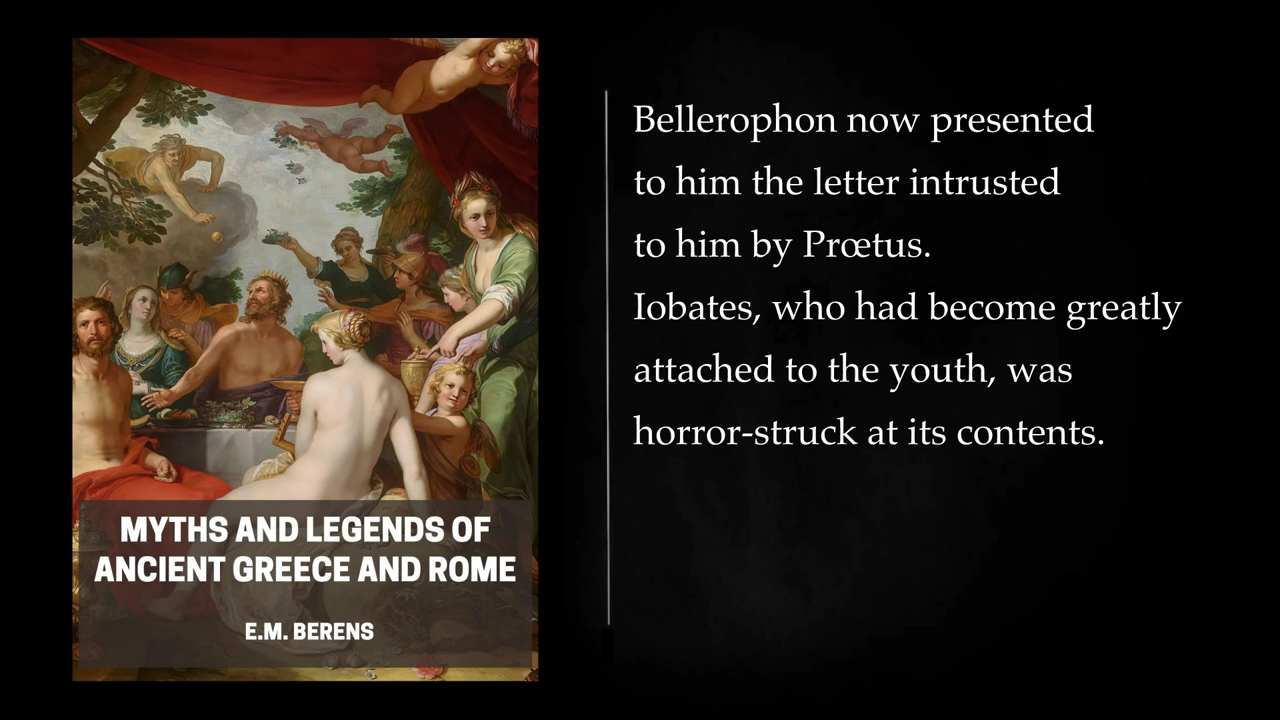 MYTHS AND LEGENDS OF
ANCIENT GREECE AND ROME
E.M. BERENS
Bellerophon now presented
to him the letter intrusted
to him by Prœtus.
Iobates, who had become greatly
attached to the youth, was
horror-struck at its contents.